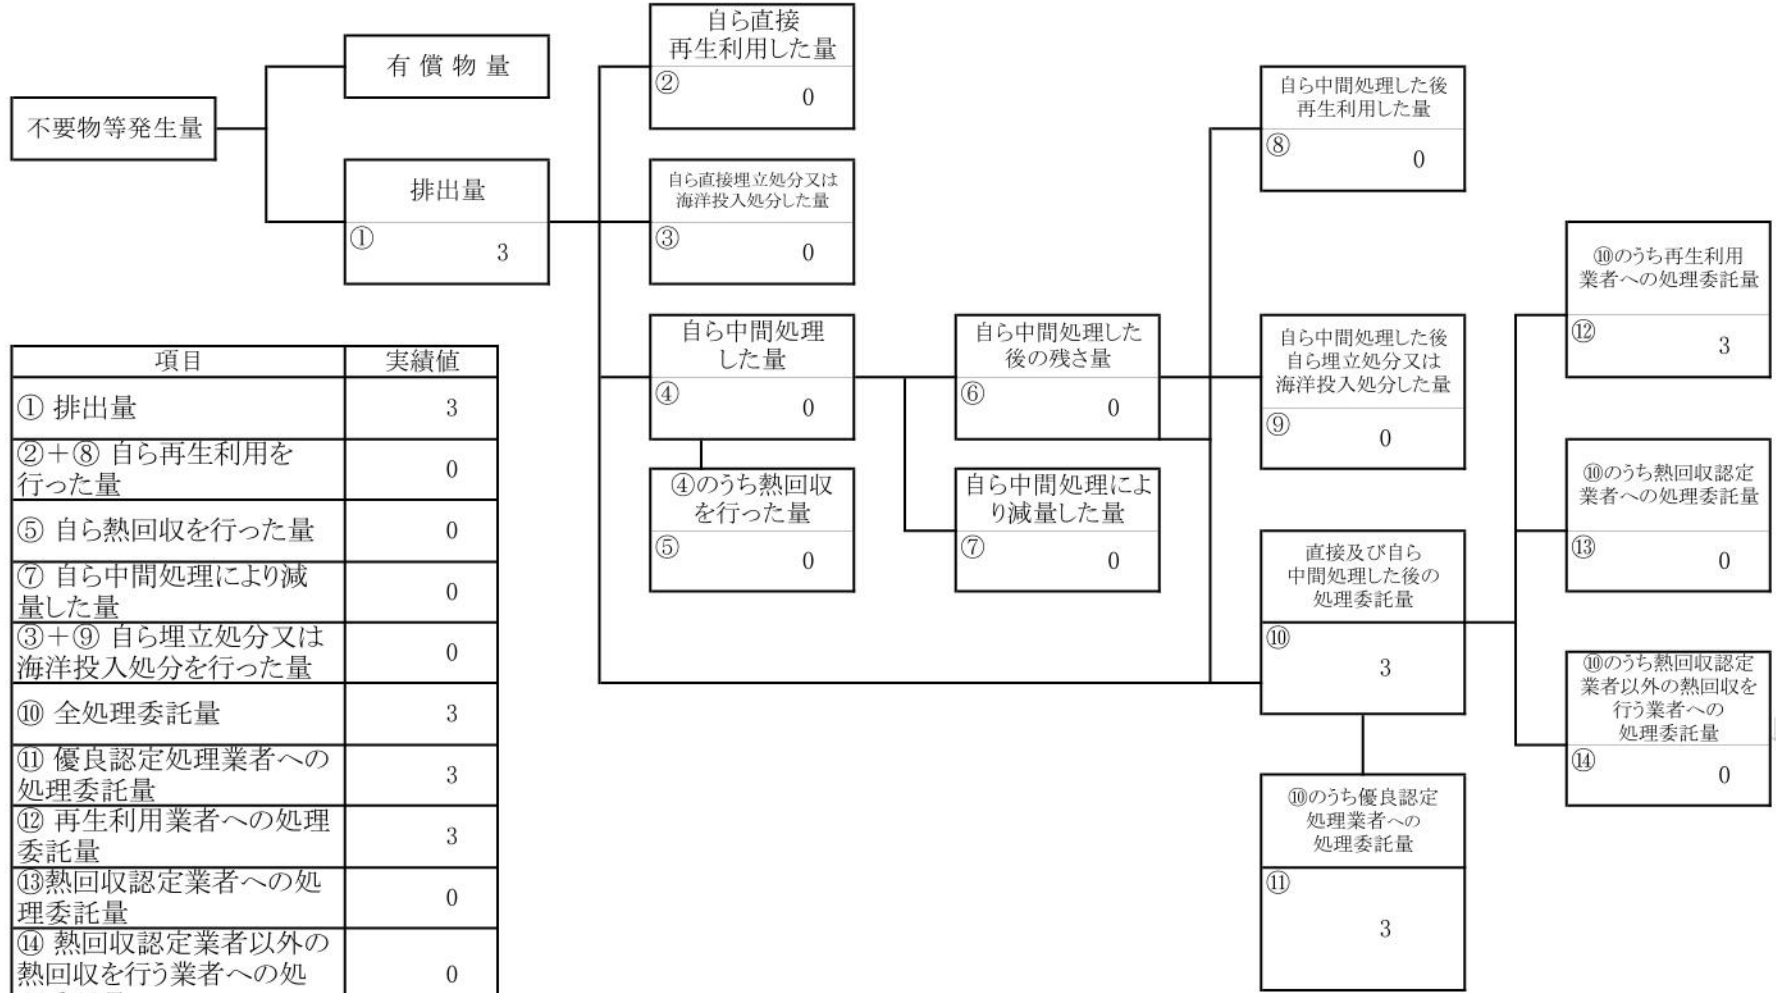 不要物等発生量
有償物量
排出量
①
3
自ら直接
再生利用した量
②
0
自ら直接埋立処分又は
海洋投入処分した量
③
0
自ら中間処理
した量
④
0
④のうち熱回収
を行った量
⑤
0
自ら中間処理した
後の残さ量
⑥
0
自ら中間処理によ
り減量した量
⑦
0
自ら中間処理した後
再生利用した量
⑧
0
自ら中間処理した後
自ら埋立処分又は
海洋投入処分した量
⑨
0
直接及び自ら
中間処理した後の
処理委託量
⑩
3
⑩のうち優良認定
処理業者への
処理委託量
⑪
3
⑩のうち再生利用
業者への処理委託量
⑫
3
⑩のうち熱回収認定
業者への処理委託量
⑬
0
⑩のうち熱回収認定
業者以外の熱回収を
行う業者への
処理委託量
⑭
0
項目 実績値
① 排出量 3
②+⑧ 自ら再生利用を
行った量 0
⑤ 自ら熱回収を行った量 0
⑦ 自ら中間処理により減
量した量 0
③+⑨ 自ら埋立処分又は
海洋投入処分を行った量 0
⑩ 全処理委託量 3
⑪ 優良認定処理業者への
処理委託量 3
⑫ 再生利用業者への処理
委託量 3
⑬熱回収認定業者への処
理委託量 0
⑭ 熱回収認定業者以外の
熱回収を行う業者への処 0